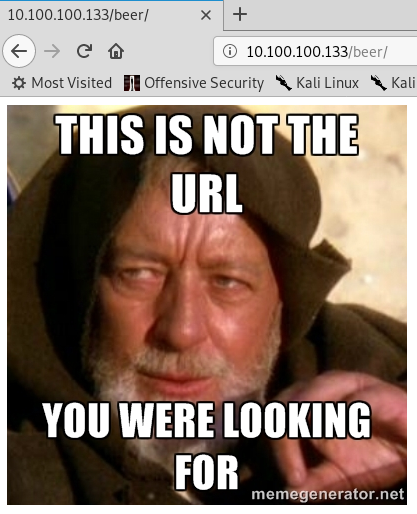 10.100.100.133/beer/
10.100.100.133/beer/
Most Visited Offensive Security Kali Linux Kali
THIS IS NOT THE
URL
YOU WERE LOOKING
FOR
memegenerator.net